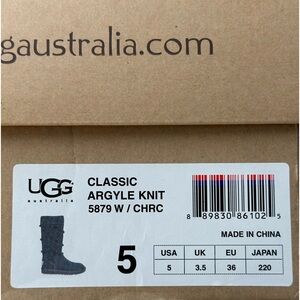 gaustralia.com
UGG
australia
CLASSIC
ARGYLE KNIT
5879 W / CHRC
8 89830 86102 5
MADE IN CHINA
5
USA UK EU JAPAN
5 3.5 36 220